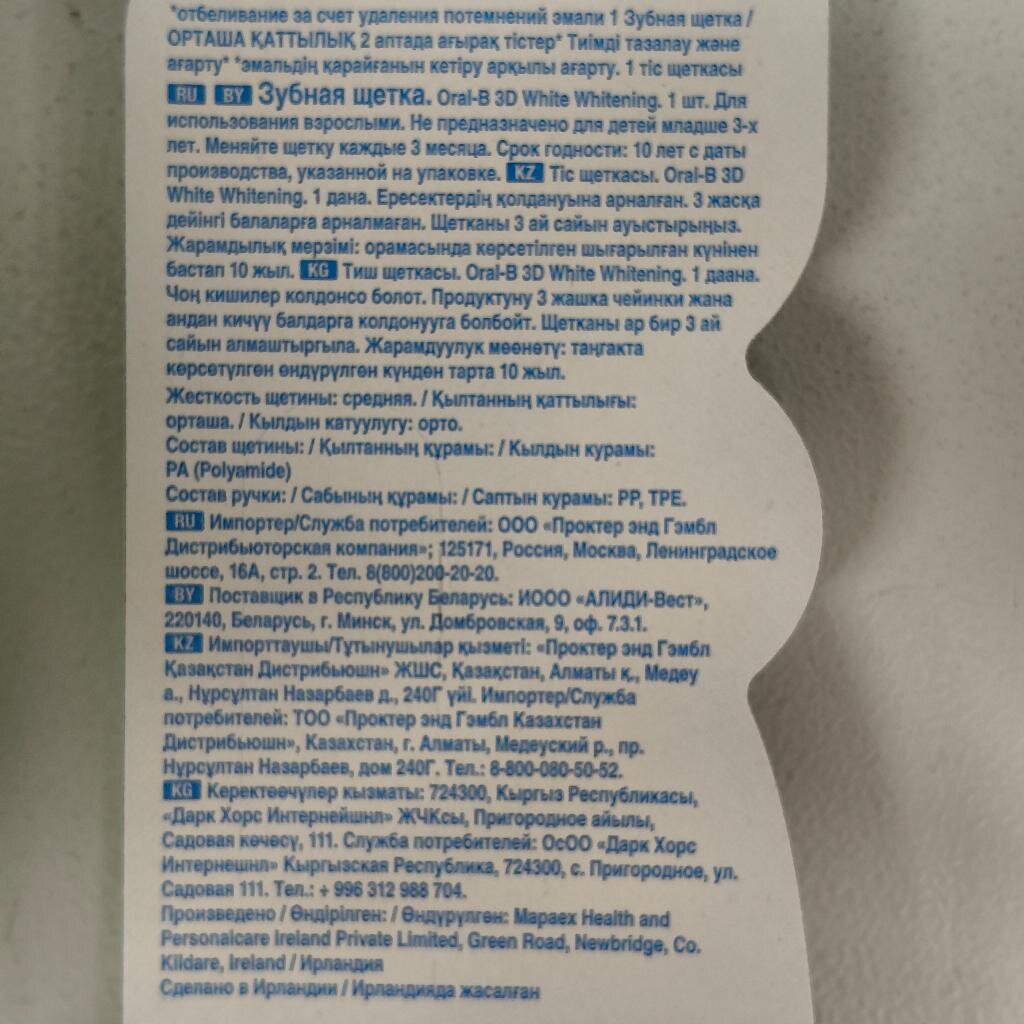 *отбеливание за счет удаления потемнений эмали 1 Зубная щетка /
ОРТАША ҚАТТЫЛЫҚ 2 аптада ағырақ тістер* Тиімді тазалау және
ағарту* *эмальдің қарайғанын кетіру арқылы ағарту. 1 тіс щеткасы
RU BY Зубная щетка. Oral-B 3D White Whitening. 1 шт. Для
использования взрослыми. Не предназначено для детей младше 3-х
лет. Меняйте щетку каждые 3 месяца. Срок годности: 10 лет с даты
производства, указанной на упаковке. KZ Тіс щеткасы. Oral-B 3D
White Whitening. 1 дана. Ересектердің қолдануына арналған. 3 жасқа
дейінгі балаларға арналмаған. Щетканы 3 ай сайын ауыстырыңыз.
Жарамдылық мерзімі: орамасында көрсетілген шығарылған күнінен
бастап 10 жыл. KG Тиш щеткасы. Oral-B 3D White Whitening. 1 даана.
Чоң кишилер колдонсо болот. Продуктуну 3 жашка чейинки жана
андан кичүү балдарга колдонууга болбойт. Щетканы ар бир 3 ай
сайын алмаштыргыла. Жарамдуулук мөөнөтү: таңгакта
көрсөтүлгөн өндүрүлгөн күндөн тарта 10 жыл.
Жесткость щетины: средняя. / Қылтанның қаттылығы:
орташа. / Кылдын катуулугу: орто.
Состав щетины: / Қылтанның құрамы: / Кылдын курамы:
PA (Polyamide)
Состав ручки: / Сабының құрамы: / Саптын курамы: PP, TPE.
RU Импортер/Служба потребителей: ООО «Проктер энд Гэмбл
Дистрибьюторская компания»; 125171, Россия, Москва, Ленинградское
шоссе, 16А, стр. 2. Тел. 8(800)200-20-20.
BY Поставщик в Республику Беларусь: ИООО «АЛИДИ-Вест»,
220140, Беларусь, г. Минск, ул. Домбровская, 9, оф. 7.3.1.
KZ Импорттаушы/Тұтынушылар қызметі: «Проктер энд Гэмбл
Қазақстан Дистрибьюшн» ЖШС, Қазақстан, Алматы қ., Медеу
а., Нұрсұлтан Назарбаев д., 240Г үйі. Импортер/Служба
потребителей: ТОО «Проктер энд Гэмбл Казахстан
Дистрибьюшн», Казахстан, г. Алматы, Медеуский р., пр.
Нұрсұлтан Назарбаев, дом 240Г. Тел.: 8-800-080-50-52.
KG Керектөөчүлөр кызматы: 724300, Кыргыз Республикасы,
«Дарк Хорс Интернейшнл» ЖЧКсы, Пригородное айылы,
Садовая көчөсү, 111. Служба потребителей: ОсОО «Дарк Хорс
Интернешнл» Кыргызская Республика, 724300, с. Пригородное, ул.
Садовая 111. Тел.: + 996 312 988 704.
Произведено / Өндірілген: / Өндүрүлгөн: Mapaex Health and
Personalcare Ireland Private Limited, Green Road, Newbridge, Co.
Kildare, Ireland / Ирландия
Сделано в Ирландии / Ирландияда жасалған